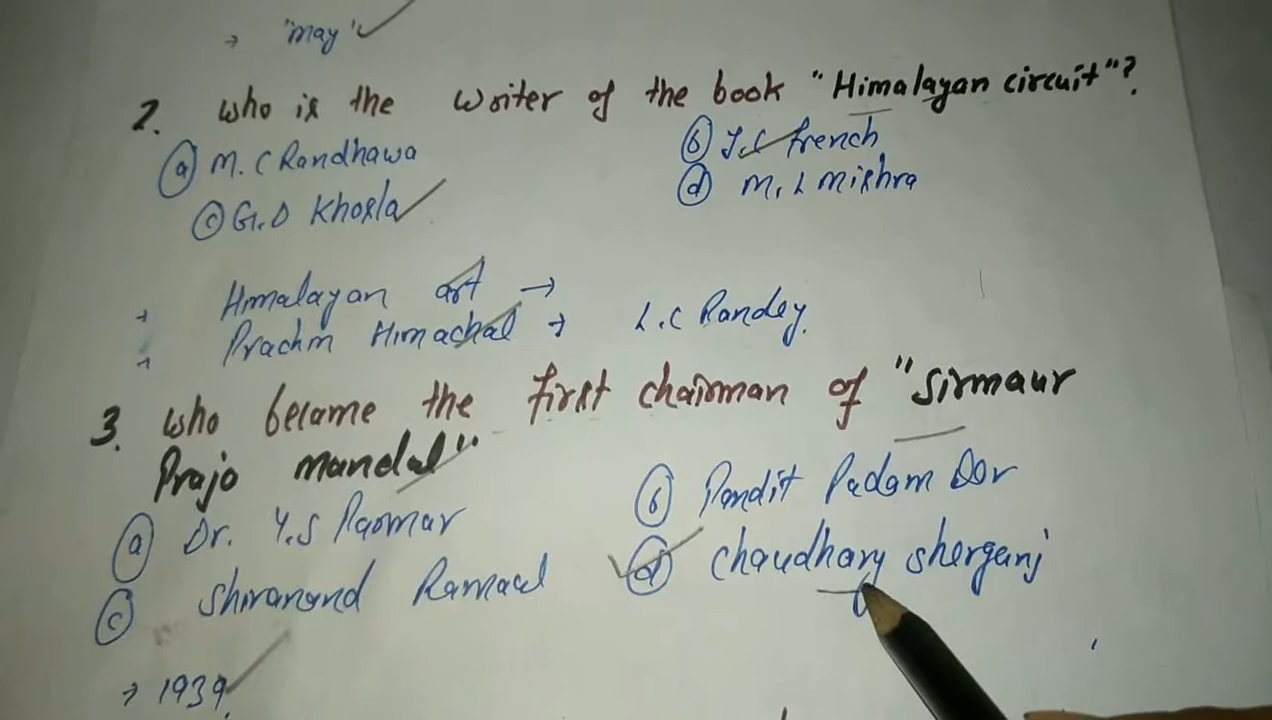 → "may"
2. who is the writer of the book "Himalayan circuit"?
(a) M. C Randhawa (b) J.C french
(c) G.D Khosla (d) M. L mishra
→ Himalayan art →
→ Prachin Himachal → L.C Pandey.
3. who became the first chairman of "Sirmaur
Praja mandal"
(a) Dr. Y.S Parmar (b) Pandit Padam Dev
(c) Shivanand Ramaul (d) Chaudhary sherganj
→ 1939.